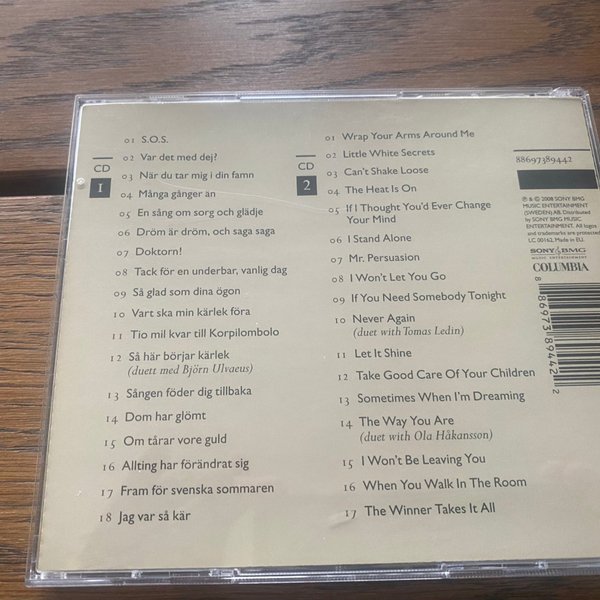 CD
1
01 S.O.S.
02 Var det med dej?
03 När du tar mig i din famn
04 Många gånger än
05 En sång om sorg och glädje
06 Dröm är dröm, och saga saga
07 Doktorn!
08 Tack för en underbar, vanlig dag
09 Så glad som dina ögon
10 Vart ska min kärlek föra
11 Tio mil kvar till Korpilombolo
12 Så här börjar kärlek
(duett med Björn Ulvaeus)
13 Sången föder dig tillbaka
14 Dom har glömt
15 Om tårar vore guld
16 Allting har förändrat sig
17 Fram för svenska sommaren
18 Jag var så kär
CD
2
01 Wrap Your Arms Around Me
02 Little White Secrets
03 Can't Shake Loose
04 The Heat Is On
05 If I Thought You'd Ever Change
Your Mind
06 I Stand Alone
07 Mr. Persuasion
08 I Won't Let You Go
09 If You Need Somebody Tonight
10 Never Again
(duet with Tomas Ledin)
11 Let It Shine
12 Take Good Care Of Your Children
13 Sometimes When I'm Dreaming
14 The Way You Are
(duet with Ola Håkansson)
15 I Won't Be Leaving You
16 When You Walk In The Room
17 The Winner Takes It All
88697389442
℗ & © 2008 SONY BMG
MUSIC ENTERTAINMENT
(SWEDEN) AB. Distributed
by SONY BMG MUSIC
ENTERTAINMENT. All logos
and trademarks are protected.
LC 00162. Made in EU.
SONY BMG
MUSIC ENTERTAINMENT
COLUMBIA
8 86973 89442 2